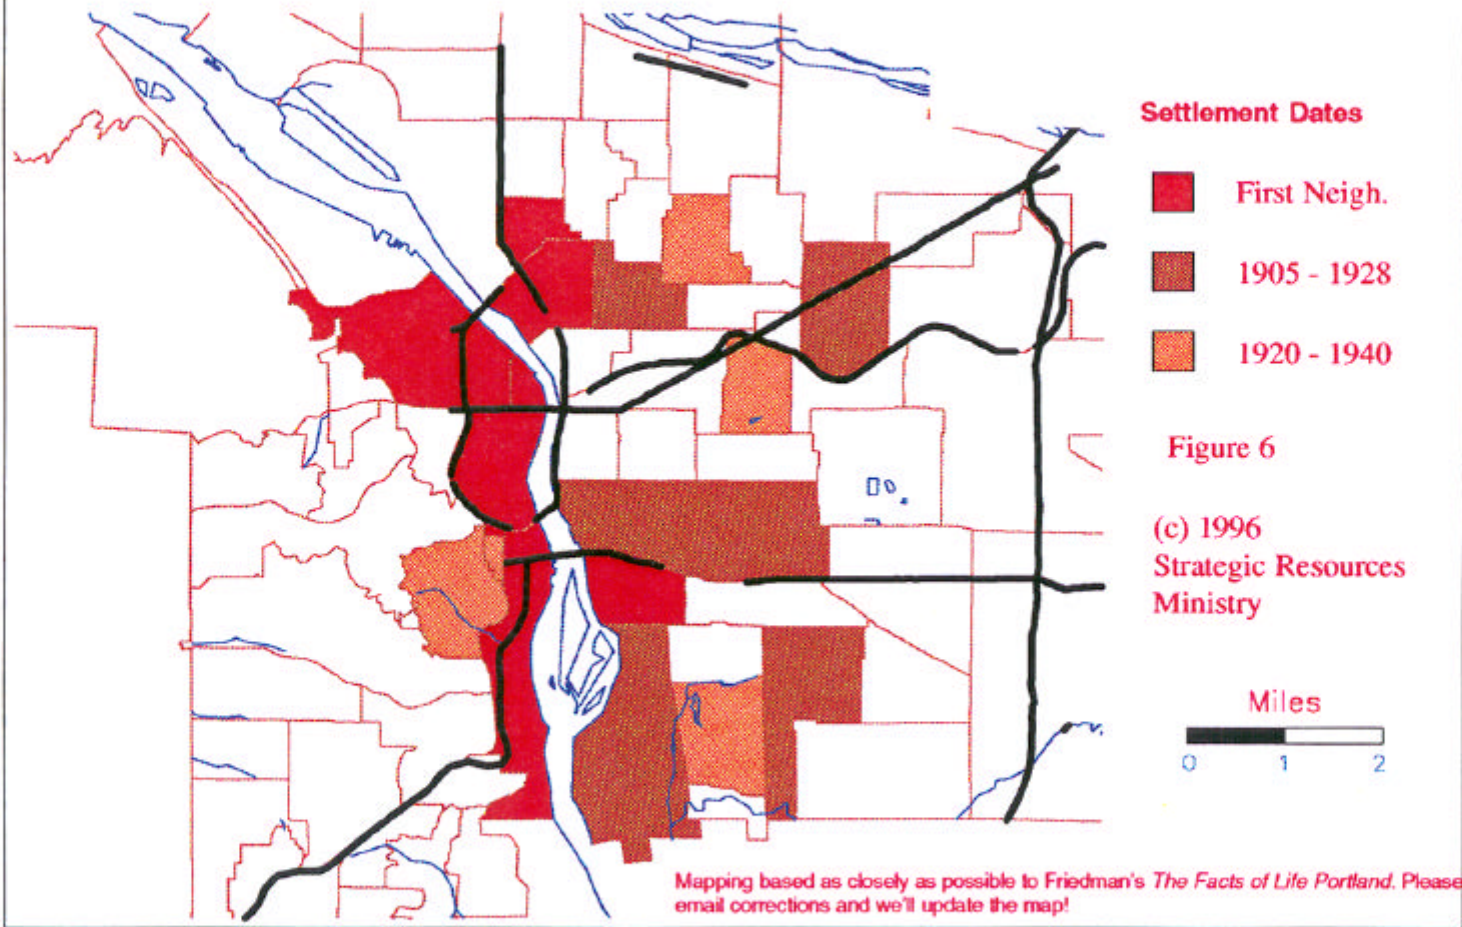 Settlement Dates
First Neigh.
1905 - 1928
1920 - 1940
Figure 6
(c) 1996
Strategic Resources
Ministry
Miles
0 1 2
Mapping based as closely as possible to Friedman's The Facts of Life Portland. Please
email corrections and we'll update the map!